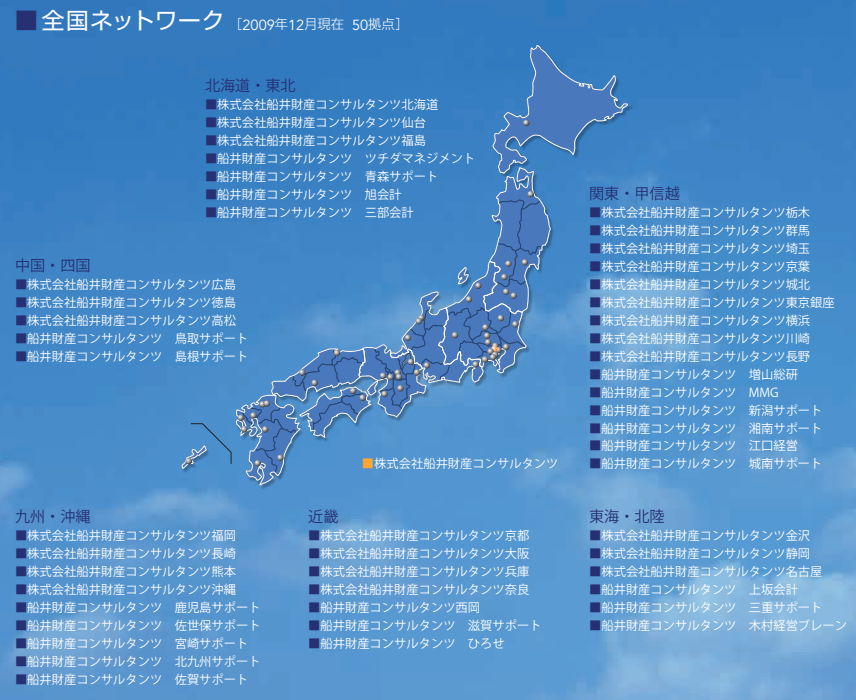 ■全国ネットワーク ［2009年12月現在 50拠点］
北海道・東北
■株式会社船井財産コンサルタンツ北海道
■株式会社船井財産コンサルタンツ仙台
■株式会社船井財産コンサルタンツ福島
■船井財産コンサルタンツ　ツチダマネジメント
■船井財産コンサルタンツ　青森サポート
■船井財産コンサルタンツ　旭会計
■船井財産コンサルタンツ　三部会計
関東・甲信越
■株式会社船井財産コンサルタンツ栃木
■株式会社船井財産コンサルタンツ群馬
■株式会社船井財産コンサルタンツ埼玉
■株式会社船井財産コンサルタンツ京葉
■株式会社船井財産コンサルタンツ城北
■株式会社船井財産コンサルタンツ東京銀座
■株式会社船井財産コンサルタンツ横浜
■株式会社船井財産コンサルタンツ川崎
■株式会社船井財産コンサルタンツ長野
■船井財産コンサルタンツ　増山総研
■船井財産コンサルタンツ　MMG
■船井財産コンサルタンツ　新潟サポート
■船井財産コンサルタンツ　湘南サポート
■船井財産コンサルタンツ　江口経営
■船井財産コンサルタンツ　城南サポート
中国・四国
■株式会社船井財産コンサルタンツ広島
■株式会社船井財産コンサルタンツ徳島
■株式会社船井財産コンサルタンツ高松
■船井財産コンサルタンツ　鳥取サポート
■船井財産コンサルタンツ　島根サポート
■株式会社船井財産コンサルタンツ
九州・沖縄
■株式会社船井財産コンサルタンツ福岡
■株式会社船井財産コンサルタンツ長崎
■株式会社船井財産コンサルタンツ熊本
■株式会社船井財産コンサルタンツ沖縄
■船井財産コンサルタンツ　鹿児島サポート
■船井財産コンサルタンツ　佐世保サポート
■船井財産コンサルタンツ　宮崎サポート
■船井財産コンサルタンツ　北九州サポート
■船井財産コンサルタンツ　佐賀サポート
近畿
■株式会社船井財産コンサルタンツ京都
■株式会社船井財産コンサルタンツ大阪
■株式会社船井財産コンサルタンツ兵庫
■株式会社船井財産コンサルタンツ奈良
■船井財産コンサルタンツ西岡
■船井財産コンサルタンツ　滋賀サポート
■船井財産コンサルタンツ　ひろせ
東海・北陸
■株式会社船井財産コンサルタンツ金沢
■株式会社船井財産コンサルタンツ静岡
■株式会社船井財産コンサルタンツ名古屋
■船井財産コンサルタンツ　上坂会計
■船井財産コンサルタンツ　三重サポート
■船井財産コンサルタンツ　木村経営ブレーン